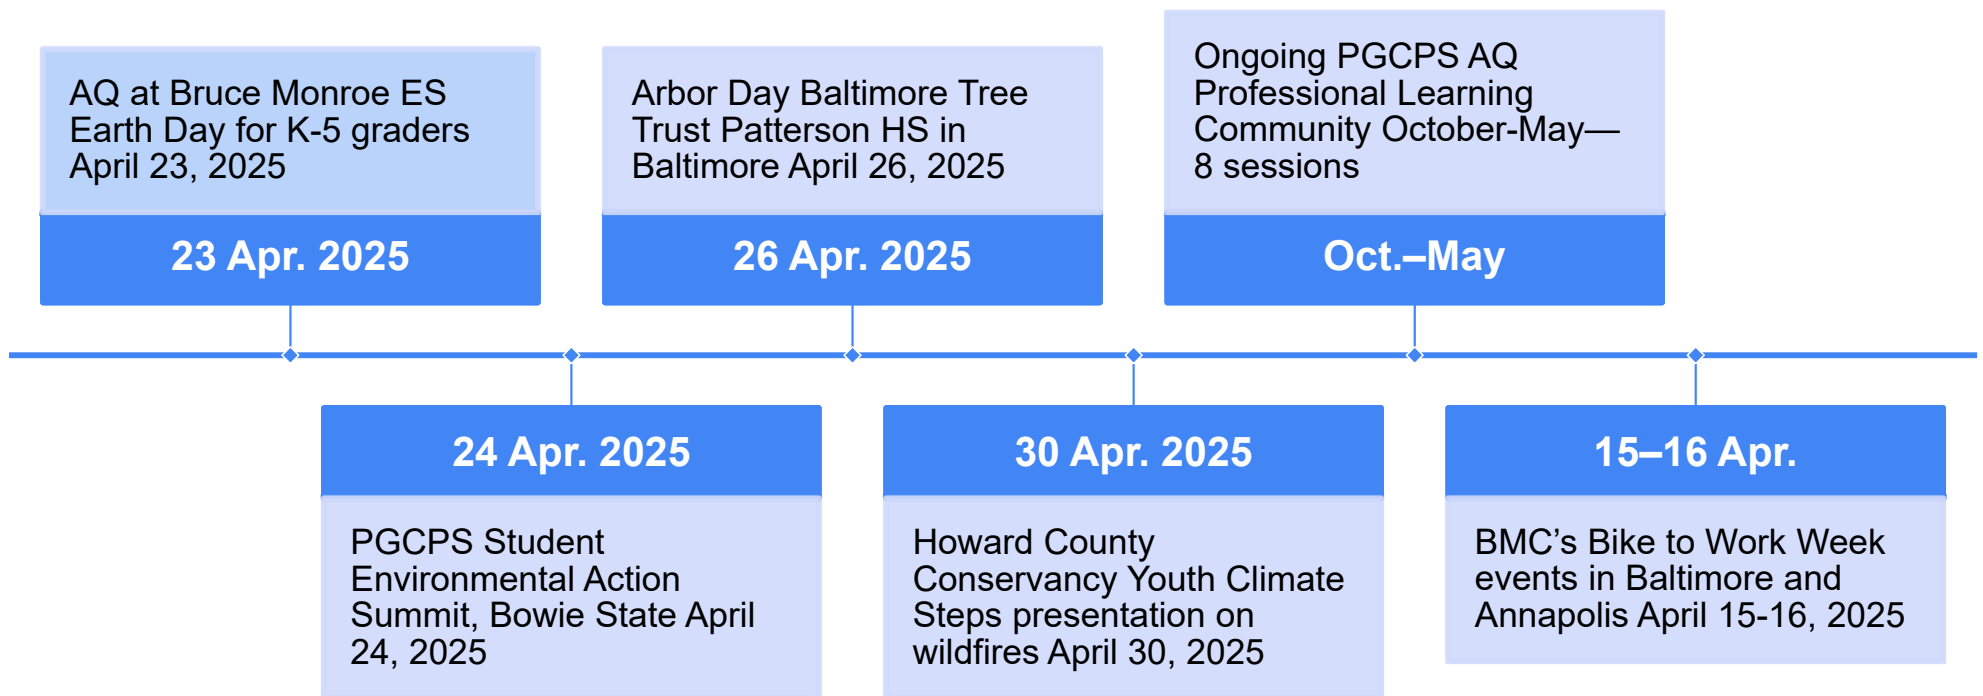 AQ at Bruce Monroe ES
Earth Day for K-5 graders
April 23, 2025
23 Apr. 2025
PGCPS Student
Environmental Action
Summit, Bowie State April
24, 2025
24 Apr. 2025
Arbor Day Baltimore Tree
Trust Patterson HS in
Baltimore April 26, 2025
26 Apr. 2025
Howard County
Conservancy Youth Climate
Steps presentation on
wildfires April 30, 2025
30 Apr. 2025
Ongoing PGCPS AQ
Professional Learning
Community October-May—
8 sessions
Oct.–May
15–16 Apr.
BMC’s Bike to Work Week
events in Baltimore and
Annapolis April 15-16, 2025